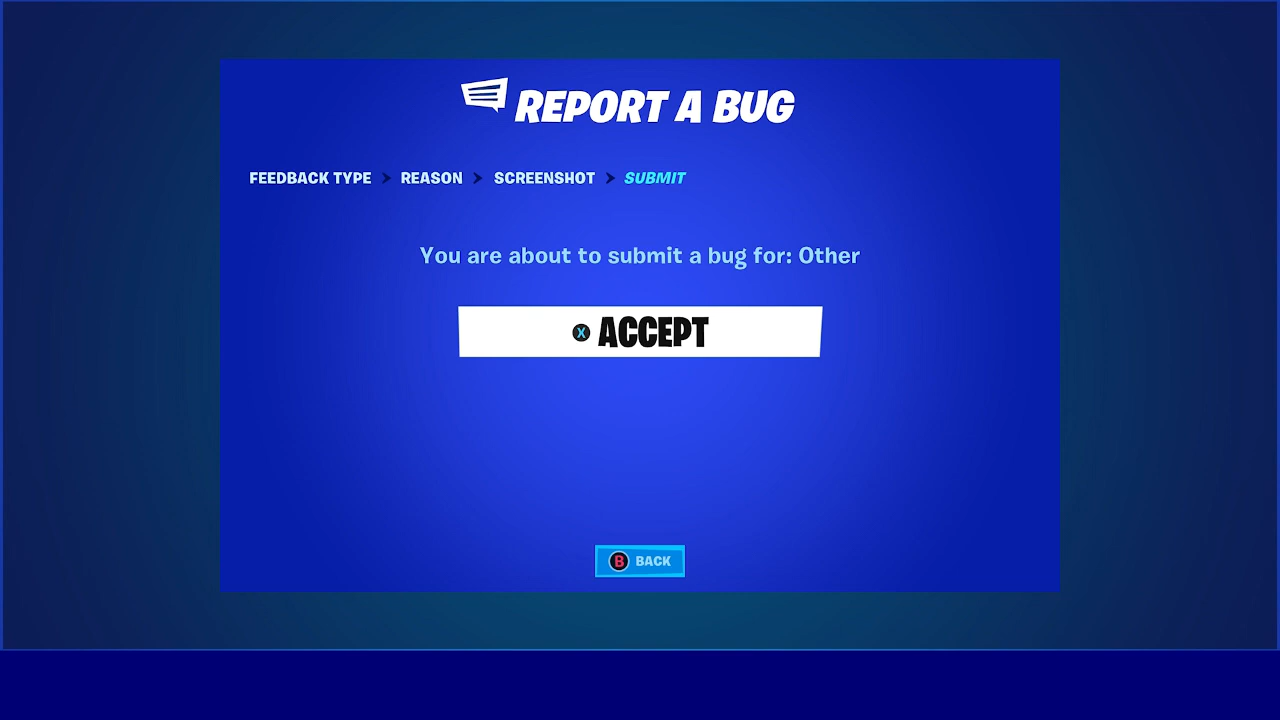 REPORT A BUG
FEEDBACK TYPE > REASON > SCREENSHOT > SUBMIT
You are about to submit a bug for: Other
X ACCEPT
B BACK